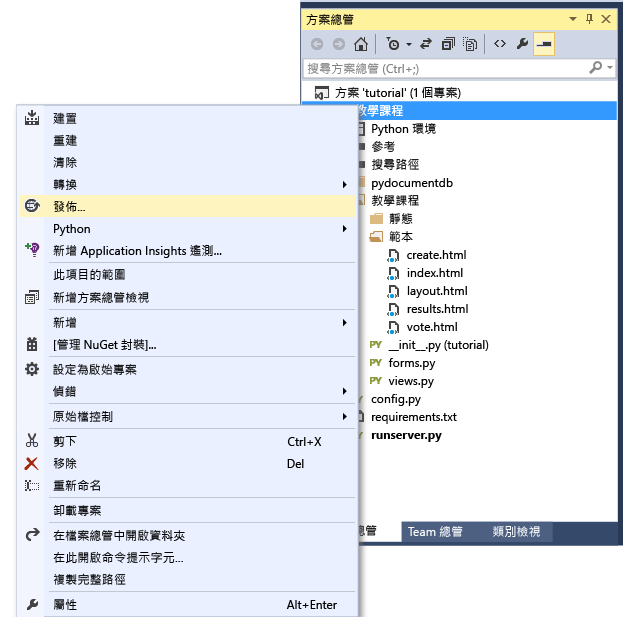 方案總管
搜尋方案總管 (Ctrl+;)
方案 'tutorial' (1 個專案)
教學課程
Python 環境
參考
搜尋路徑
pydocumentdb
教學課程
靜態
範本
create.html
index.html
layout.html
results.html
vote.html
PY __init__.py (tutorial)
PY forms.py
PY views.py
config.py
requirements.txt
runserver.py
總管
Team 總管
類別檢視
建置
重建
清除
轉換
發佈...
Python
新增 Application Insights 遙測...
此項目的範圍
新增方案總管檢視
新增
[管理 NuGet 封裝]...
設定為啟始專案
偵錯
原始檔控制
剪下 Ctrl+X
移除 Del
重新命名
卸載專案
在檔案總管中開啟資料夾
在此開啟命令提示字元...
複製完整路徑
屬性 Alt+Enter